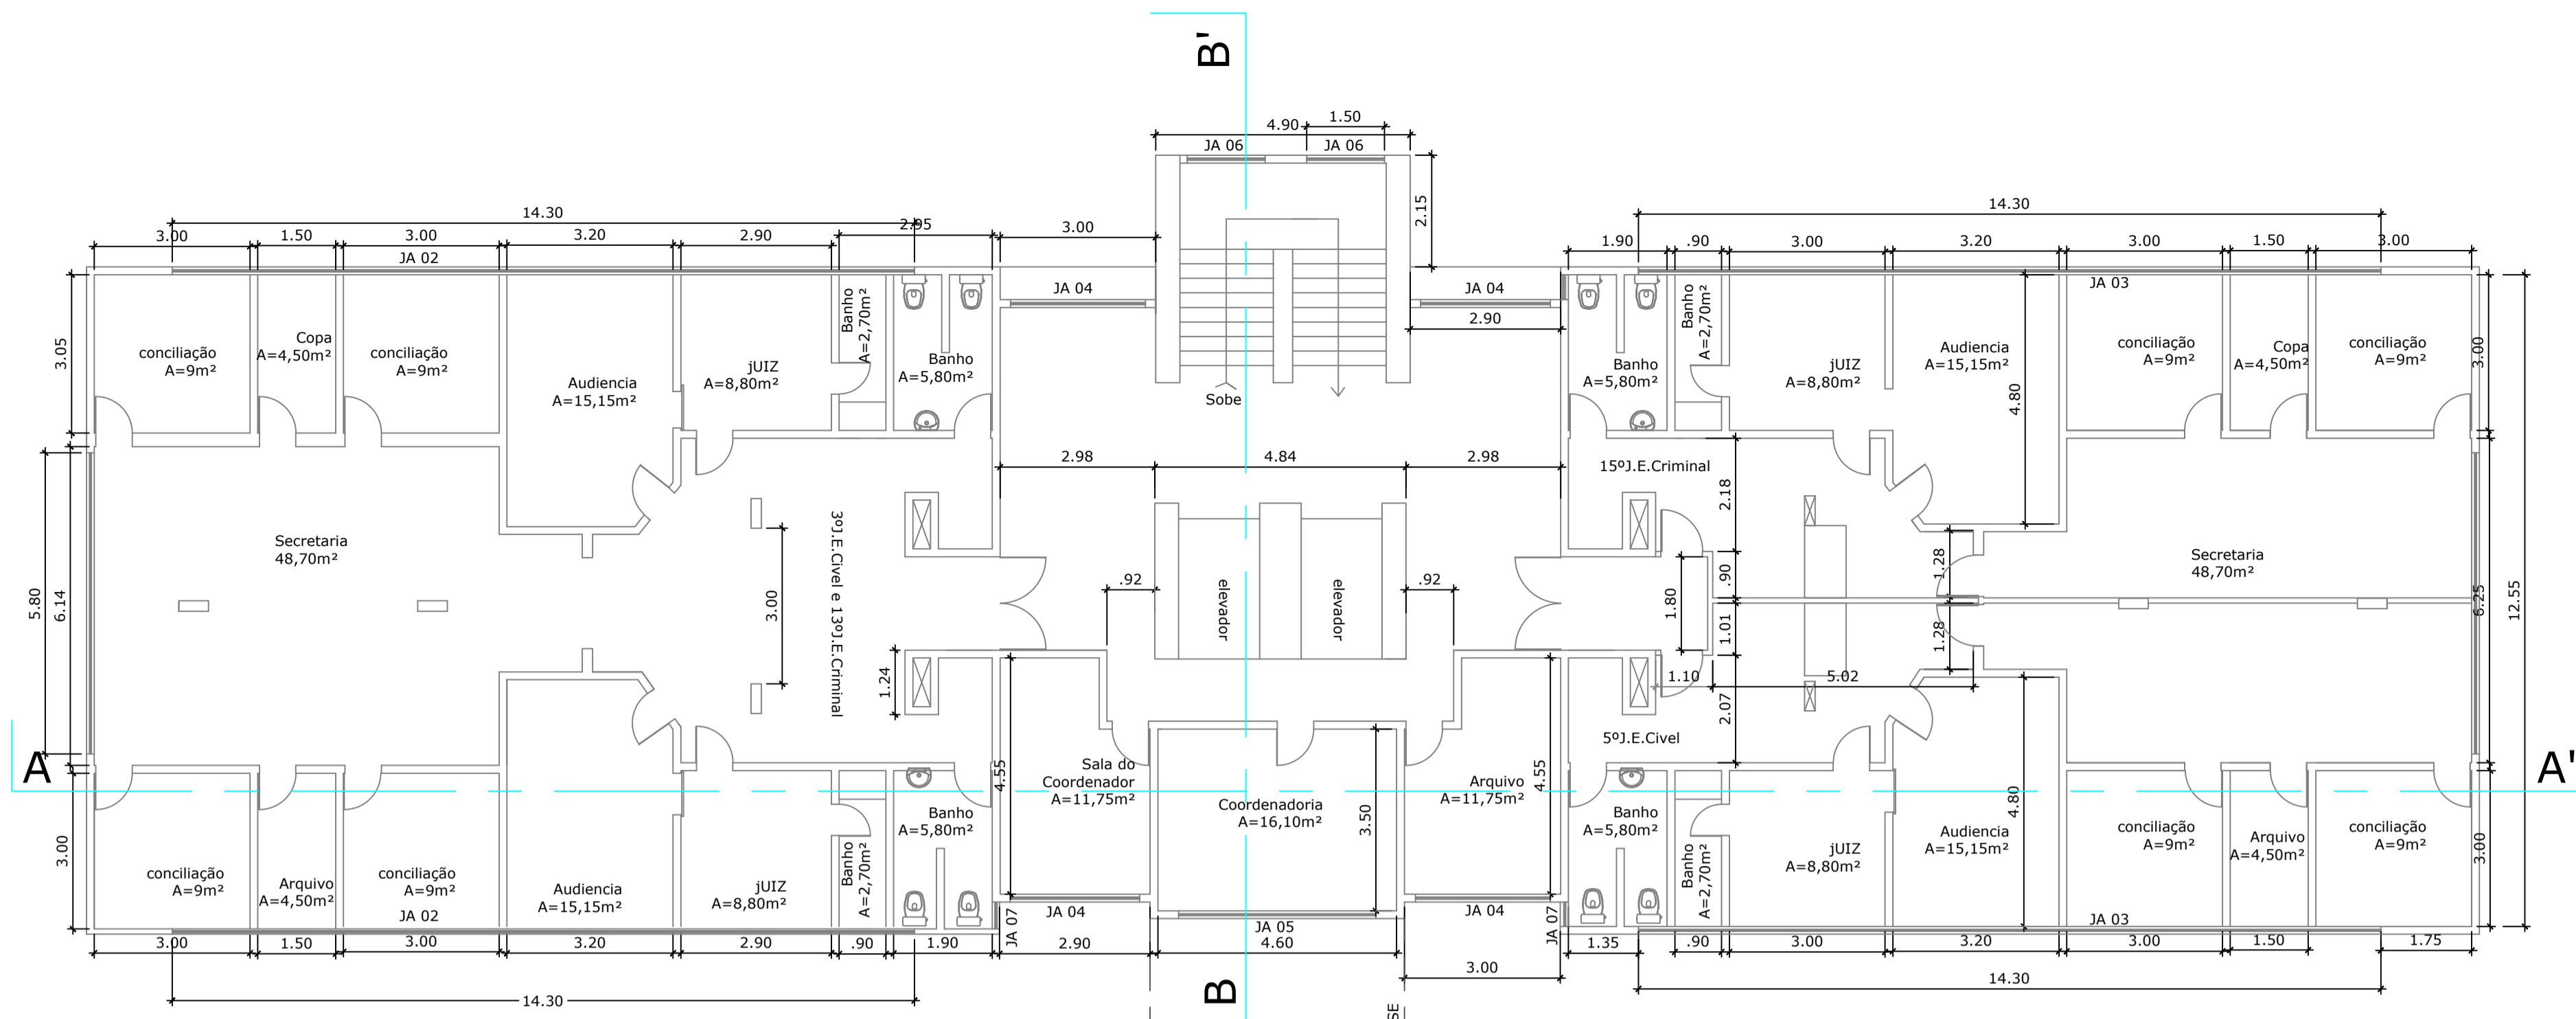 B'
4.90
1.50
JA 06
JA 06
2.15
14.30
3.00
1.50
3.00
3.20
2.90
2.95
3.00
JA 02
14.30
1.90
.90
3.00
3.20
3.00
1.50
3.00
JA 03
JA 04
JA 04
2.90
3.05
conciliação
A=9m²
Copa
A=4,50m²
conciliação
A=9m²
Audiencia
A=15,15m²
jUIZ
A=8,80m²
Banho
A=2,70m²
Banho
A=5,80m²
Sobe
Banho
A=5,80m²
Banho
A=2,70m²
jUIZ
A=8,80m²
Audiencia
A=15,15m²
4.80
conciliação
A=9m²
Copa
A=4,50m²
conciliação
A=9m²
3.00
2.98
4.84
2.98
15ºJ.E.Criminal
2.18
5.80
6.14
Secretaria
48,70m²
3.00
3ºJ.E.Civel e 13ºJ.E.Criminal
1.24
.92
elevador
elevador
.92
1.80
.90
1.01
1.28
1.28
Secretaria
48,70m²
6.25
12.55
1.10
5.02
2.07
5ºJ.E.Civel
A
A'
4.55
Sala do
Coordenador
A=11,75m²
Coordenadoria
A=16,10m²
3.50
Arquivo
A=11,75m²
4.55
3.00
conciliação
A=9m²
Arquivo
A=4,50m²
conciliação
A=9m²
Audiencia
A=15,15m²
jUIZ
A=8,80m²
Banho
A=2,70m²
Banho
A=5,80m²
Banho
A=5,80m²
Banho
A=2,70m²
jUIZ
A=8,80m²
Audiencia
A=15,15m²
4.80
conciliação
A=9m²
Arquivo
A=4,50m²
conciliação
A=9m²
3.00
JA 02
JA 07
JA 04
JA 05
JA 04
JA 07
JA 03
3.00
1.50
3.00
3.20
2.90
.90
1.90
2.90
4.60
3.00
1.35
.90
3.00
3.20
3.00
1.50
1.75
14.30
14.30
B
SE